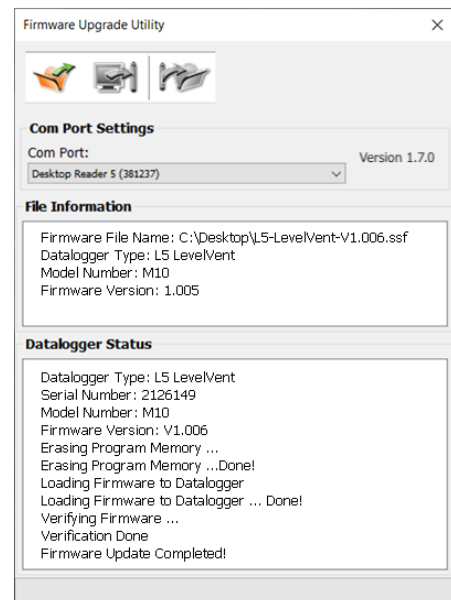 Firmware Upgrade Utility
Com Port Settings
Com Port:
Version 1.7.0
Desktop Reader 5 (381237)
File Information
Firmware File Name: C:\Desktop\L5-LevelVent-V1.006.ssf
Datalogger Type: L5 LevelVent
Model Number: M10
Firmware Version: 1.005
Datalogger Status
Datalogger Type: L5 LevelVent
Serial Number: 2126149
Model Number: M10
Firmware Version: V1.006
Erasing Program Memory ...
Erasing Program Memory ...Done!
Loading Firmware to Datalogger
Loading Firmware to Datalogger ... Done!
Verifying Firmware ...
Verification Done
Firmware Update Completed!